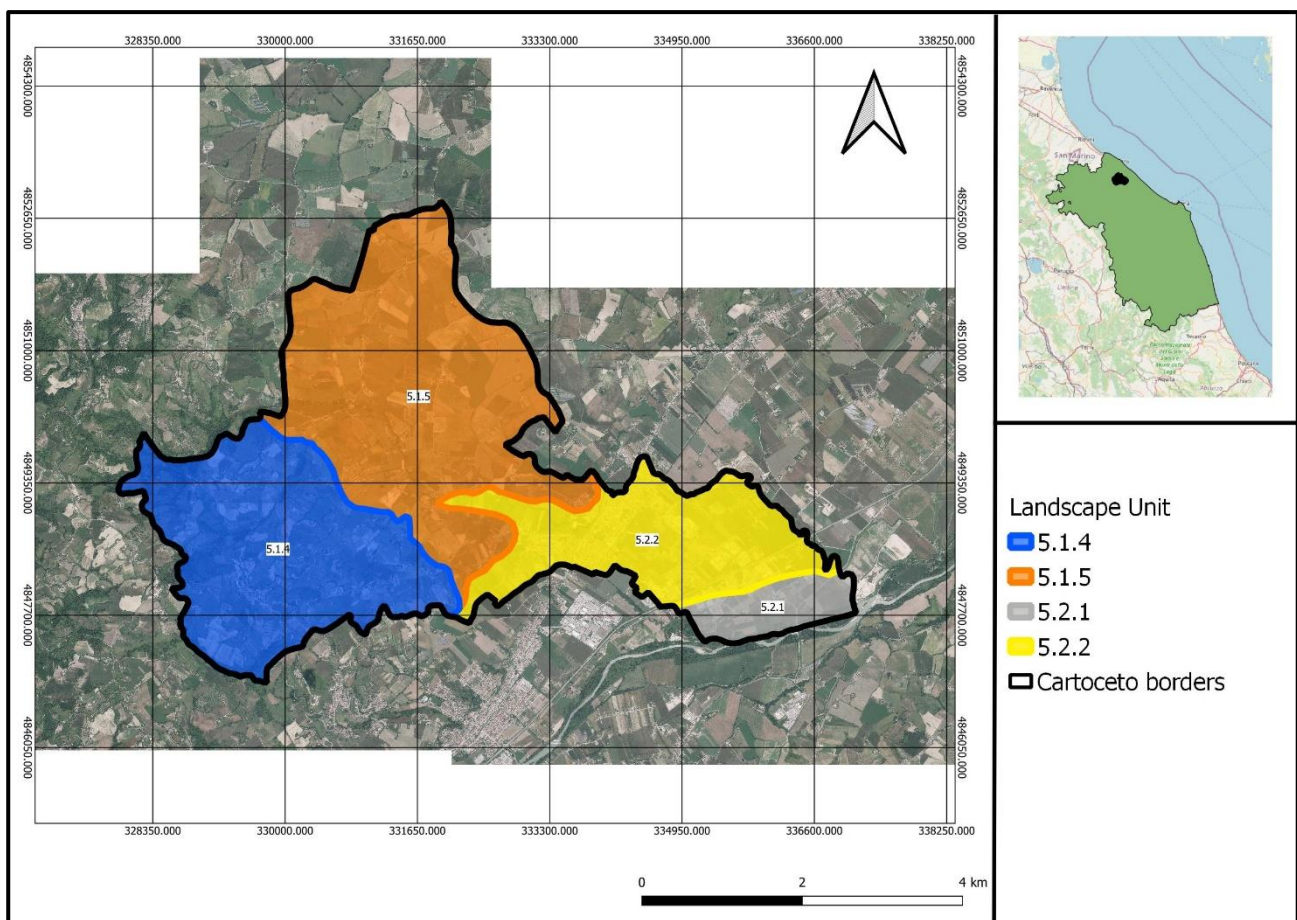 328350.000 330000.000 331650.000 333300.000 334950.000 336600.000 338250.000
4854300.000 4854300.000
4852650.000 4852650.000
4851000.000 4851000.000
4849350.000 4849350.000
4847700.000 4847700.000
4846050.000 4846050.000
5.1.5
5.1.4
5.2.2
5.2.1
328350.000 330000.000 331650.000 333300.000 334950.000 336600.000 338250.000
0 2 4 km
San Marino
Landscape Unit
5.1.4
5.1.5
5.2.1
5.2.2
Cartoceto borders